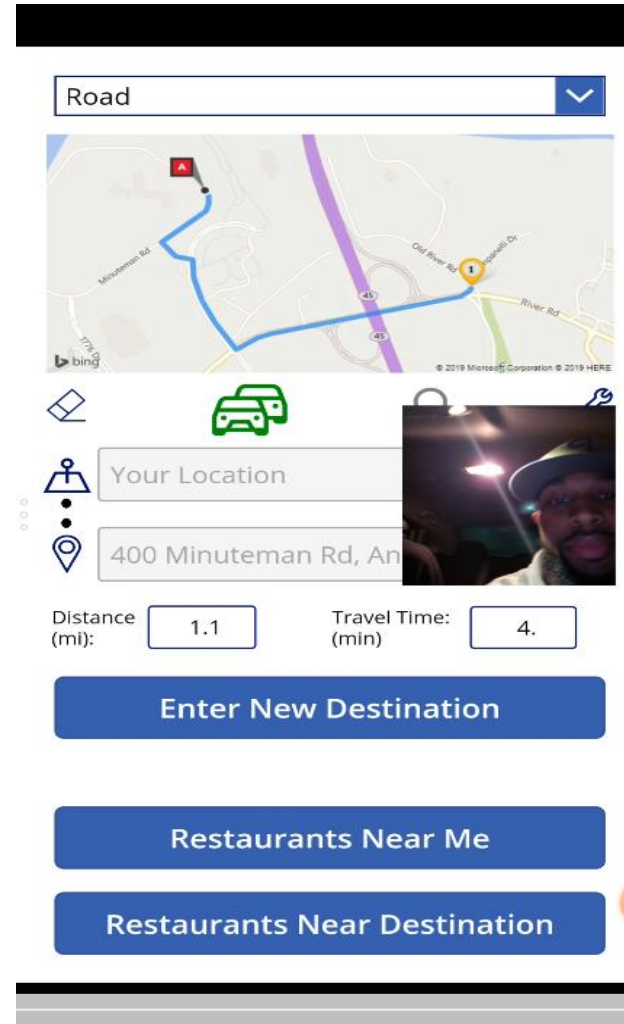 Road
A
Minuteman Rd
Old River Rd
1
45
River Rd
45
bing
© 2019 Microsoft Corporation © 2019 HERE
Your Location
400 Minuteman Rd, An
Distance
(mi):
1.1
Travel Time:
(min)
4.
Enter New Destination
Restaurants Near Me
Restaurants Near Destination